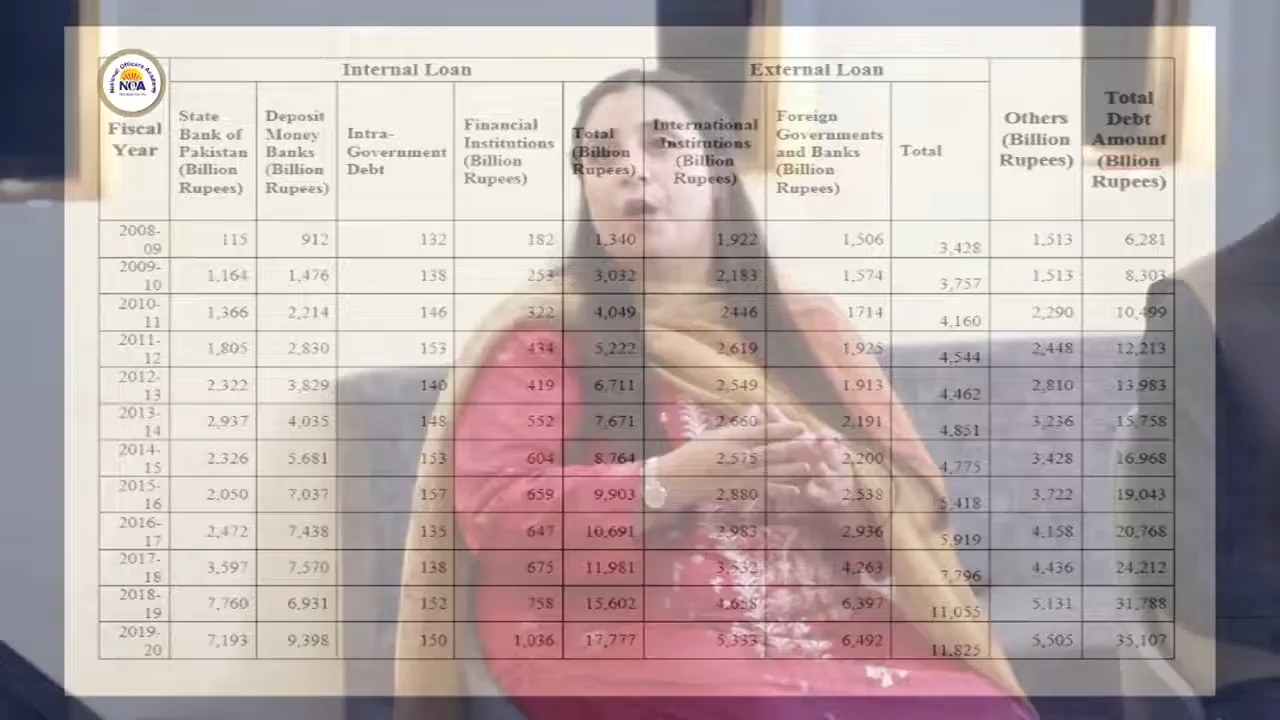 National Officers Academy
NOA
Internal Loan External Loan
Fiscal Year State Bank of Pakistan (Billion Rupees) Deposit Money Banks (Billion Rupees) Intra-Government Debt Financial Institutions (Billion Rupees) Total (Billion Rupees) International Institutions (Billion Rupees) Foreign Governments and Banks (Billion Rupees) Total Others (Billion Rupees) Total Debt Amount (Bllion Rupees)
2008-09 115 912 132 182 1,340 1,922 1,506 3,428 1,513 6,281
2009-10 1,164 1,476 138 253 3,032 2,183 1,574 3,757 1,513 8,303
2010-11 1,366 2,214 146 322 4,049 2446 1714 4,160 2,290 10,499
2011-12 1,805 2,830 153 434 5,222 2,619 1,925 4,544 2,448 12,213
2012-13 2,322 3,829 140 419 6,711 2,549 1,913 4,462 2,810 13,983
2013-14 2,937 4,035 148 552 7,671 2,660 2,191 4,851 3,236 15,758
2014-15 2,326 5,681 153 604 8,764 2,575 2,200 4,775 3,428 16,968
2015-16 2,050 7,037 157 659 9,903 2,880 2,538 5,418 3,722 19,043
2016-17 2,472 7,438 135 647 10,691 2,983 2,936 5,919 4,158 20,768
2017-18 3,597 7,570 138 675 11,981 3,532 4,263 7,796 4,436 24,212
2018-19 7,760 6,931 152 758 15,602 4,658 6,397 11,055 5,131 31,788
2019-20 7,193 9,398 150 1,036 17,777 5,333 6,492 11,825 5,505 35,107